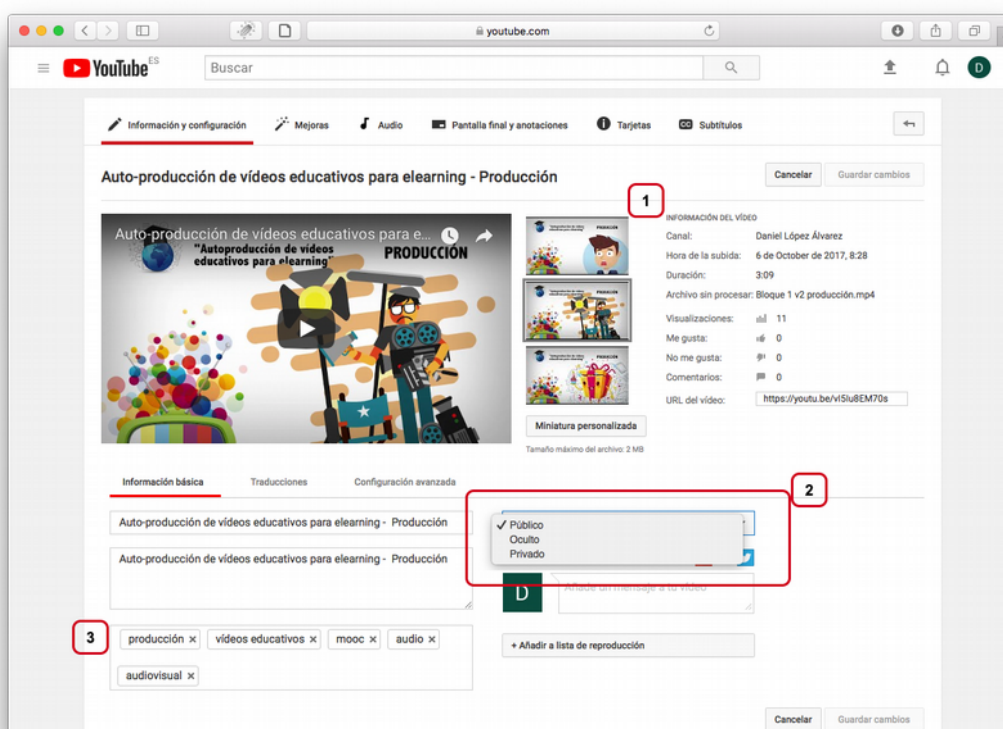 youtube.com
YouTube ES
Buscar
D
Información y configuración
Mejoras
Audio
Pantalla final y anotaciones
Tarjetas
CC Subtítulos
Auto-producción de vídeos educativos para elearning - Producción
Cancelar
Guardar cambios
1
Auto-producción de vídeos educativos para e...
"Autoproducción de vídeos
educativos para elearning"
PRODUCCIÓN
INFORMACIÓN DEL VÍDEO
Canal: Daniel López Álvarez
Hora de la subida: 6 de October de 2017, 8:28
Duración: 3:09
Archivo sin procesar: Bloque 1 v2 producción.mp4
Visualizaciones: 11
Me gusta: 0
No me gusta: 0
Comentarios: 0
URL del vídeo: https://youtu.be/vI5lu8EM70s
Miniatura personalizada
Tamaño máximo del archivo: 2 MB
Información básica
Traducciones
Configuración avanzada
2
Auto-producción de vídeos educativos para elearning - Producción
Público
Oculto
Privado
Auto-producción de vídeos educativos para elearning - Producción
D
Añade un mensaje a tu vídeo
3
producción × vídeos educativos × mooc × audio ×
audiovisual ×
+ Añadir a lista de reproducción
Cancelar
Guardar cambios